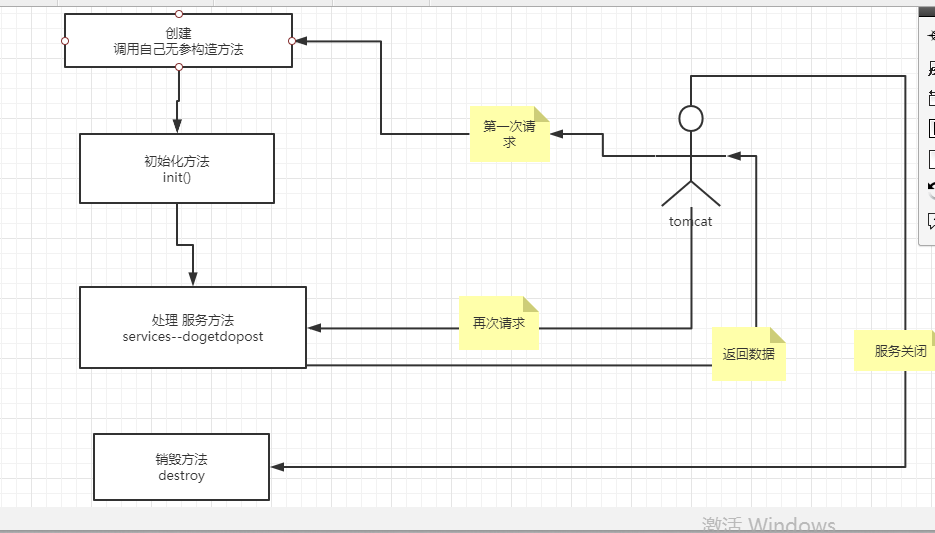 创建
调用自己无参构造方法
第一次请
求
初始化方法
init()
tomcat
处理 服务方法
services--dogetdopost
再次请求
返回数据
服务关闭
销毁方法
destroy
激活 Windows